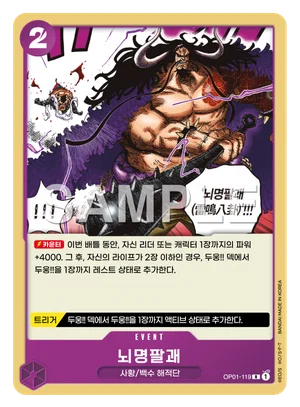 2
뇌명팔괘
(雷鳴八卦)!!!
!!!
SAMPLE
카운터 이번 배틀 동안, 자신 리더 또는 캐릭터 1장까지의 파워
+4000. 그 후, 자신의 라이프가 2장 이하인 경우, 두웅!! 덱에서
두웅!!을 1장까지 레스트 상태로 추가한다.
트리거 두웅!! 덱에서 두웅!!을 1장까지 액티브 상태로 추가한다.
EVENT
뇌명팔괘
사황/백수 해적단
OP01-119 R 1
BANDAI MADE IN KOREA